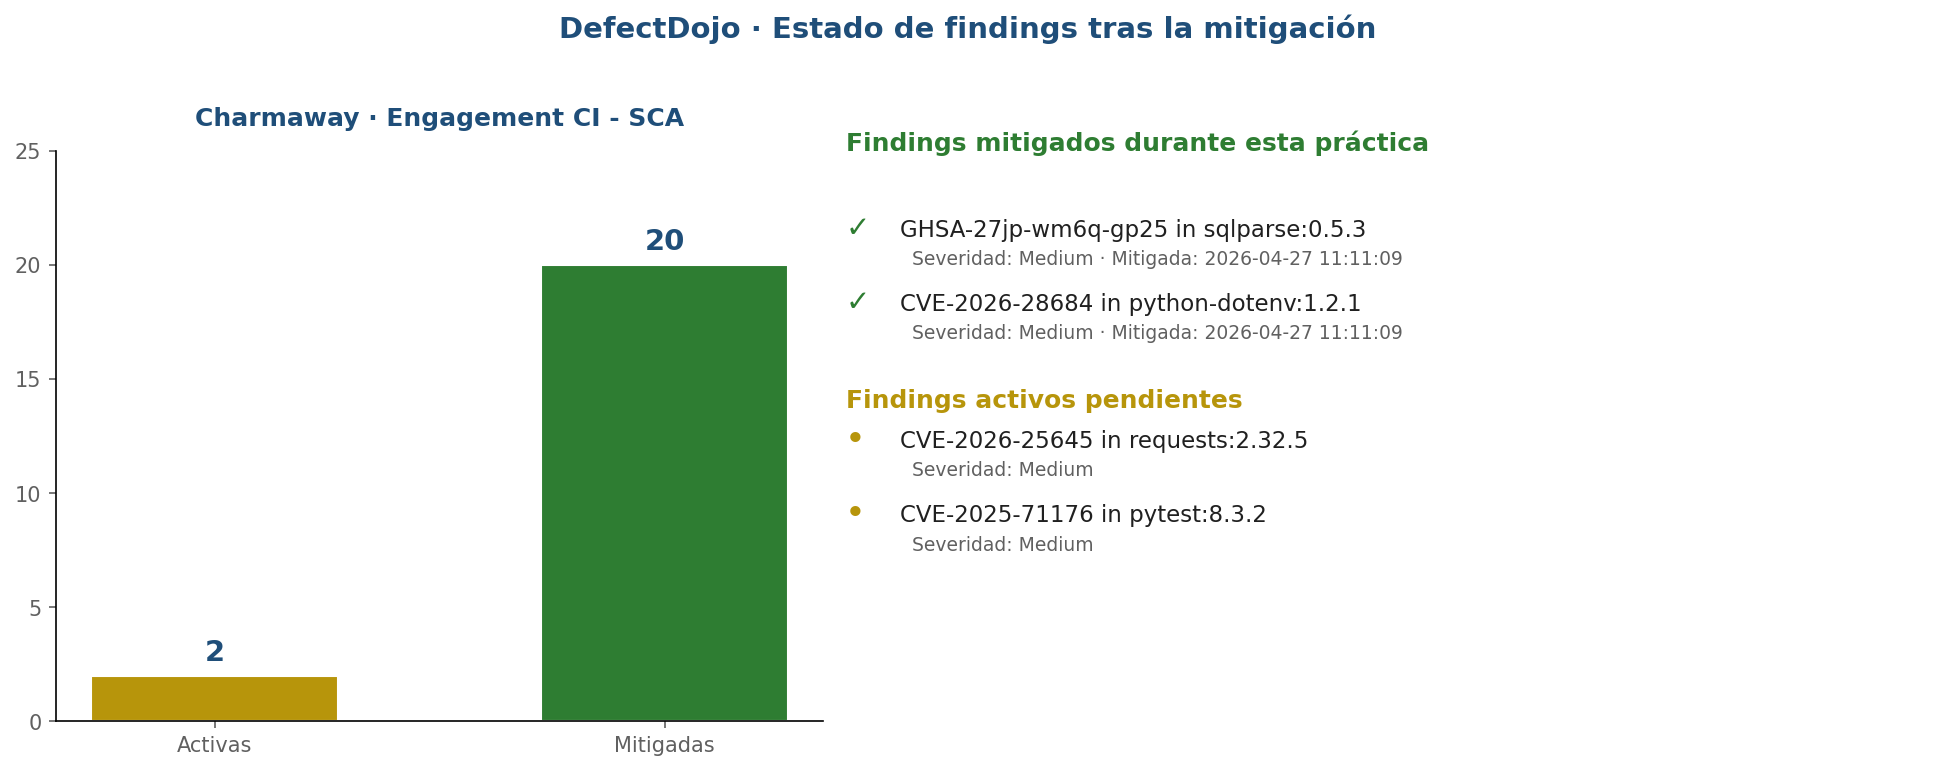 DefectDojo · Estado de findings tras la mitigación
Charmaway · Engagement CI - SCA
25
20
15
10
5
0
2
20
Activas
Mitigadas
Findings mitigados durante esta práctica
✓ GHSA-27jp-wm6q-gp25 in sqlparse:0.5.3
Severidad: Medium · Mitigada: 2026-04-27 11:11:09
✓ CVE-2026-28684 in python-dotenv:1.2.1
Severidad: Medium · Mitigada: 2026-04-27 11:11:09
Findings activos pendientes
• CVE-2026-25645 in requests:2.32.5
Severidad: Medium
• CVE-2025-71176 in pytest:8.3.2
Severidad: Medium